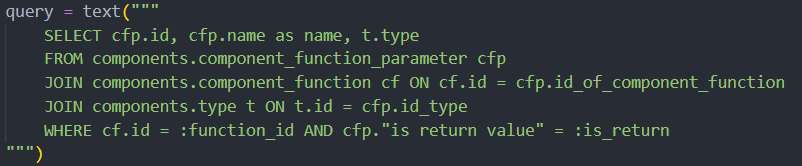 query = text("""
    SELECT cfp.id, cfp.name as name, t.type
    FROM components.component_function_parameter cfp
    JOIN components.component_function cf ON cf.id = cfp.id_of_component_function
    JOIN components.type t ON t.id = cfp.id_type
    WHERE cf.id = :function_id AND cfp."is return value" = :is_return
""")